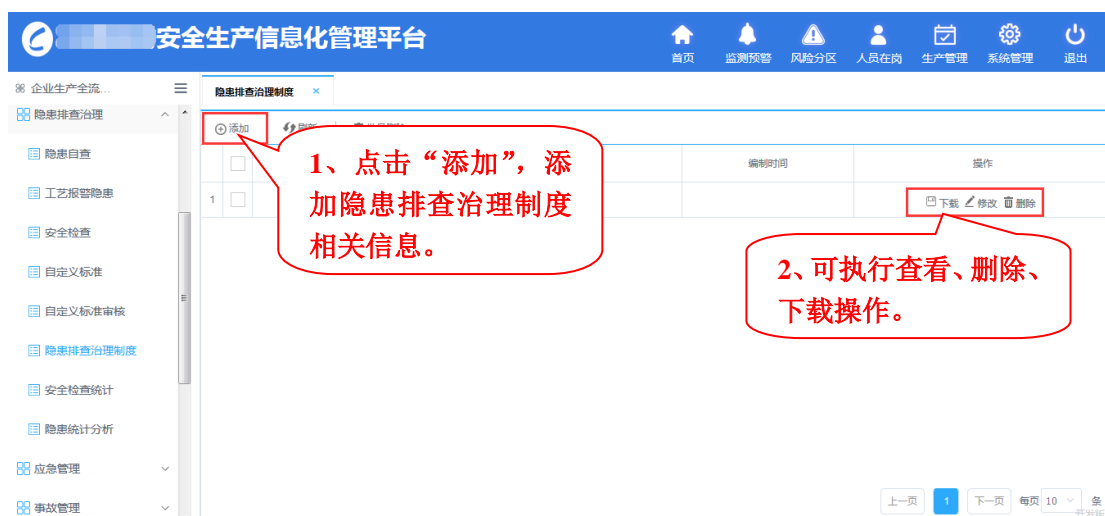 安全生产信息化管理平台
首页 监测预警 风险分区 人员在岗 生产管理 系统管理 退出
企业生产全流...
隐患排查治理制度 ×
隐患排查治理
添加 刷新
隐患自查
编制时间 操作
工艺报警隐患
1 下载 修改 删除
1、点击“添加”，添
加隐患排查治理制度
相关信息。
安全检查
自定义标准
2、可执行查看、删除、
下载操作。
自定义标准审核
隐患排查治理制度
安全检查统计
隐患统计分析
应急管理
事故管理
上一页 1 下一页 每页 10 条